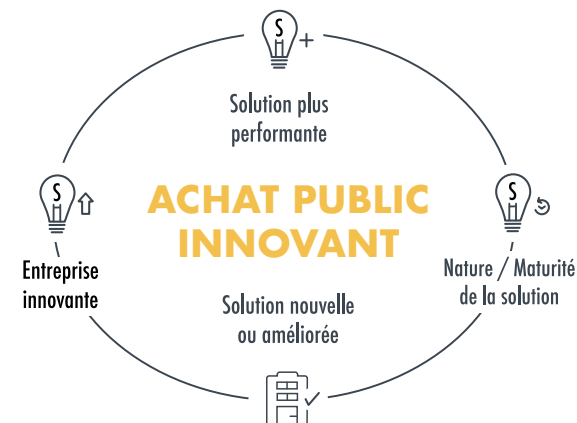 S
Solution plus
performante
S
ACHAT PUBLIC
INNOVANT
S
Entreprise
innovante
Nature / Maturité
de la solution
Solution nouvelle
ou améliorée